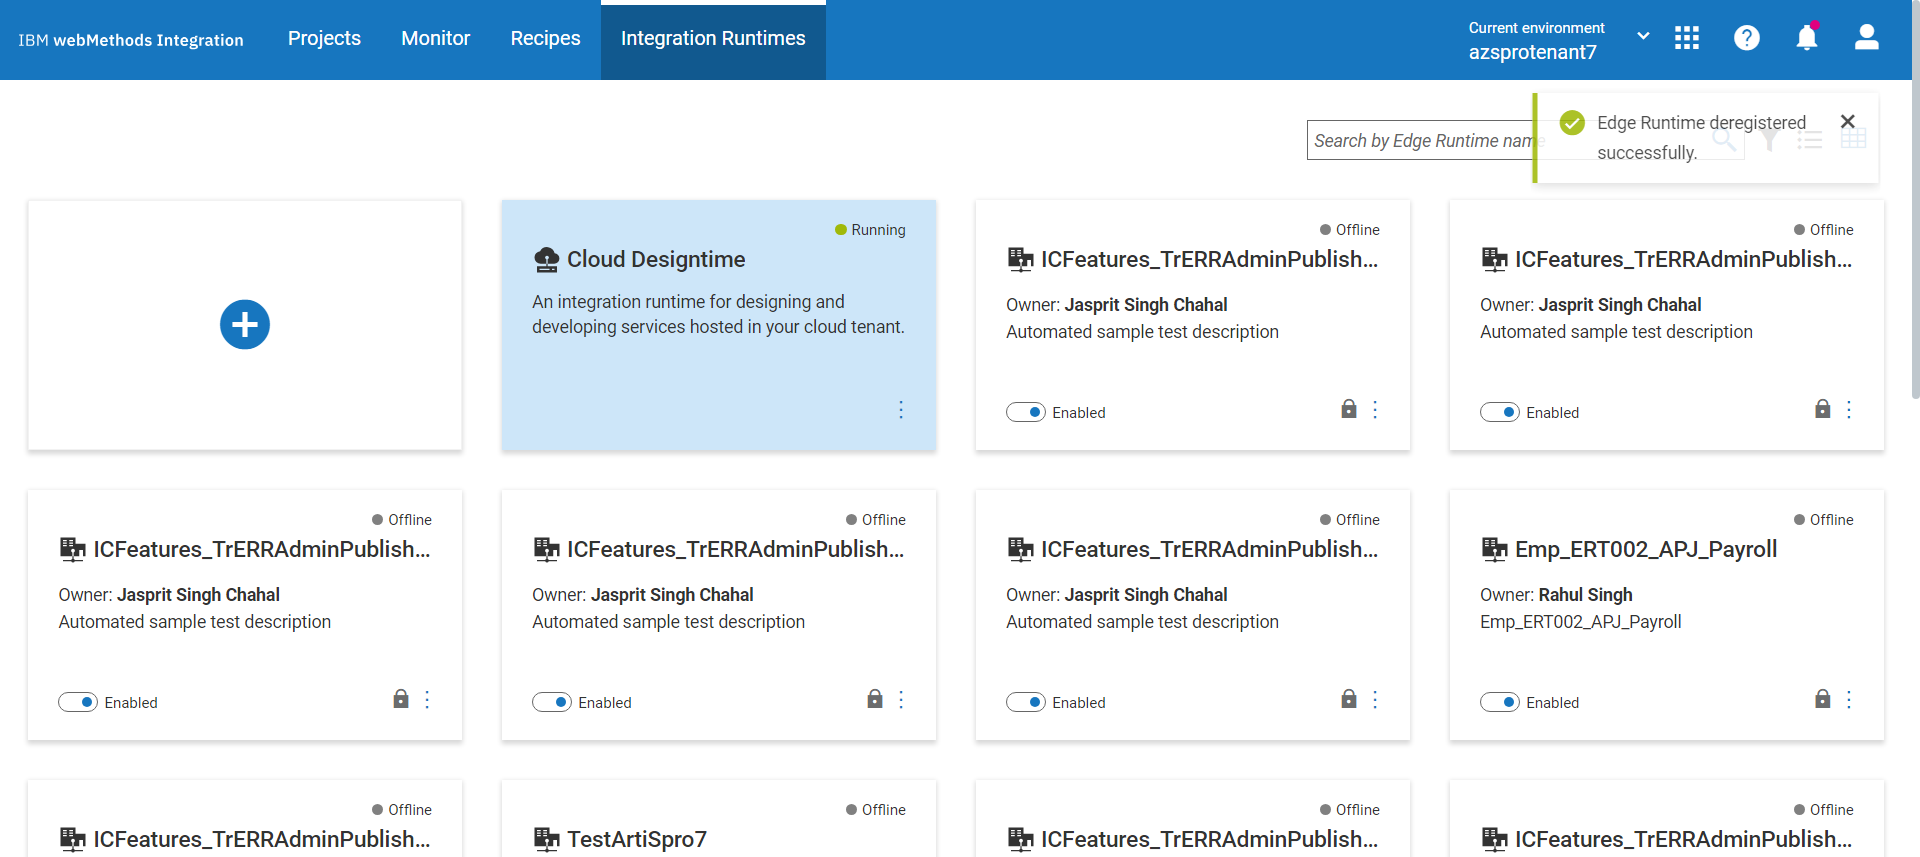 IBM webMethods Integration
Projects
Monitor
Recipes
Integration Runtimes
Current environment
azsprotenant7
Search by Edge Runtime name
Edge Runtime deregistered
successfully.
Running
Cloud Designtime
An integration runtime for designing and
developing services hosted in your cloud tenant.
Offline
ICFeatures_TrERRAdminPublish...
Owner: Jasprit Singh Chahal
Automated sample test description
Enabled
Offline
ICFeatures_TrERRAdminPublish...
Owner: Jasprit Singh Chahal
Automated sample test description
Enabled
Offline
ICFeatures_TrERRAdminPublish...
Owner: Jasprit Singh Chahal
Automated sample test description
Enabled
Offline
ICFeatures_TrERRAdminPublish...
Owner: Jasprit Singh Chahal
Automated sample test description
Enabled
Offline
ICFeatures_TrERRAdminPublish...
Owner: Jasprit Singh Chahal
Automated sample test description
Enabled
Offline
Emp_ERT002_APJ_Payroll
Owner: Rahul Singh
Emp_ERT002_APJ_Payroll
Enabled
Offline
ICFeatures_TrERRAdminPublish...
Offline
TestArtiSpro7
Offline
ICFeatures_TrERRAdminPublish...
Offline
ICFeatures_TrERRAdminPublish...